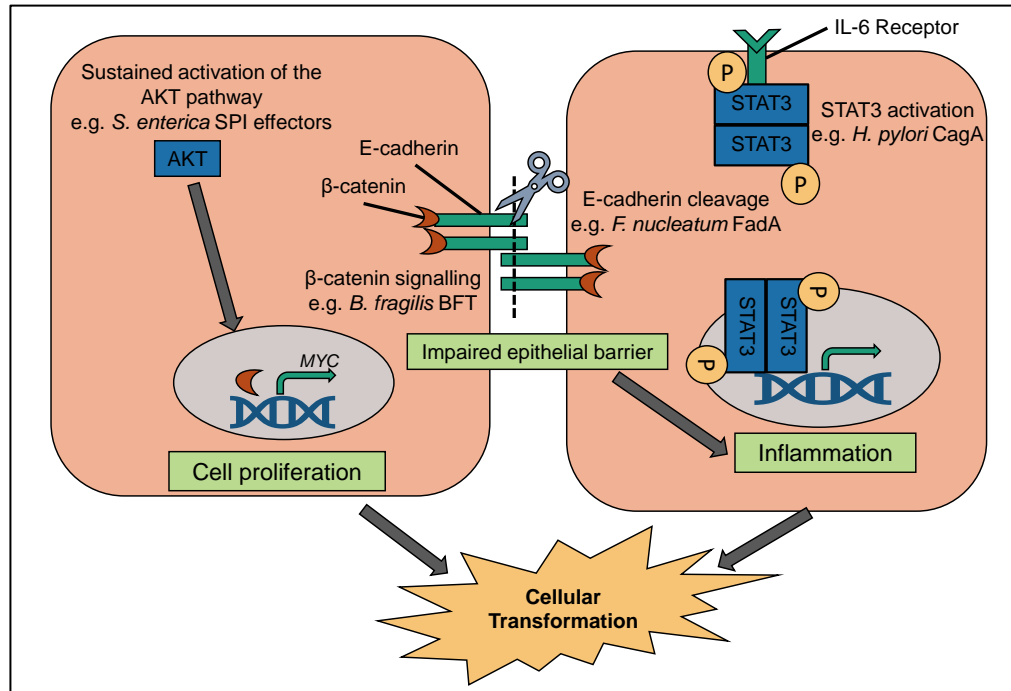 Sustained activation of the
AKT pathway
e.g. S. enterica SPI effectors
AKT
E-cadherin
β-catenin
β-catenin signalling
e.g. B. fragilis BFT
MYC
Cell proliferation
IL-6 Receptor
P
STAT3
STAT3
P
STAT3 activation
e.g. H. pylori CagA
E-cadherin cleavage
e.g. F. nucleatum FadA
Impaired epithelial barrier
P
STAT3
STAT3
P
Inflammation
Cellular
Transformation